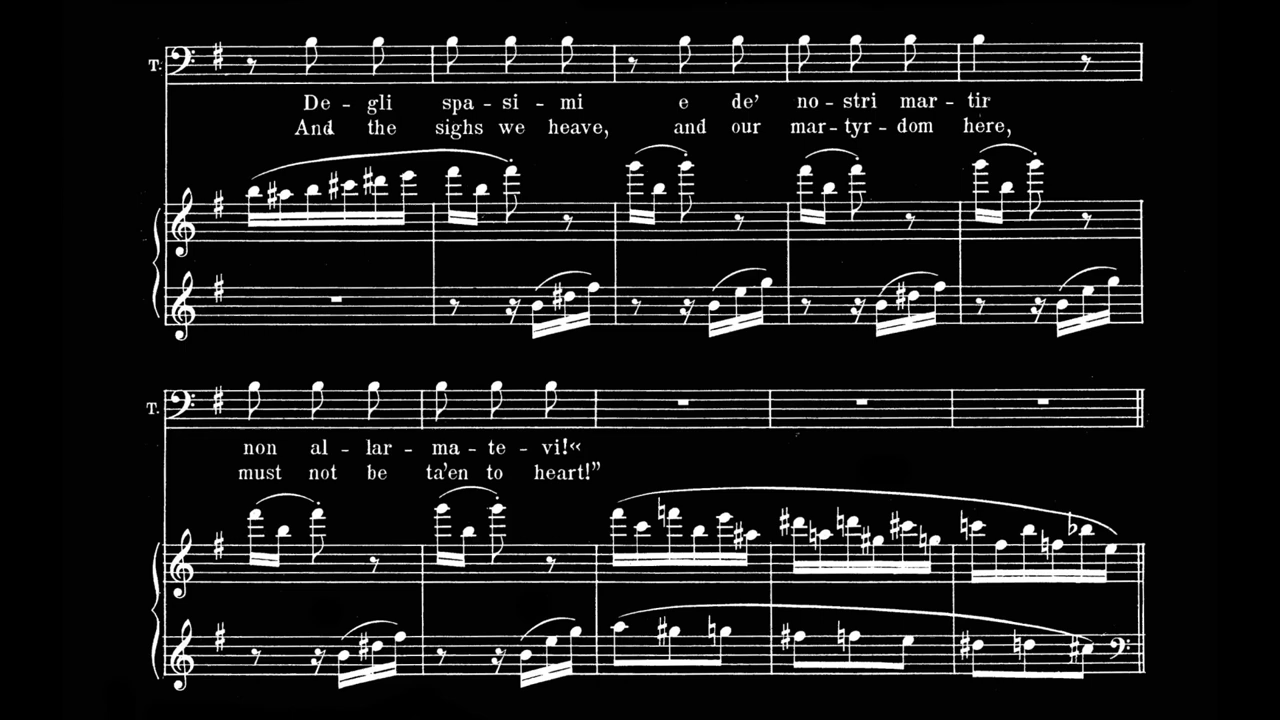 T.
De - gli spa - si - mi e de’ no - stri mar - tir
And the sighs we heave, and our mar - ty - dom here,
T.
non al - lar - ma - te - vi!«
must not be ta’en to heart!”